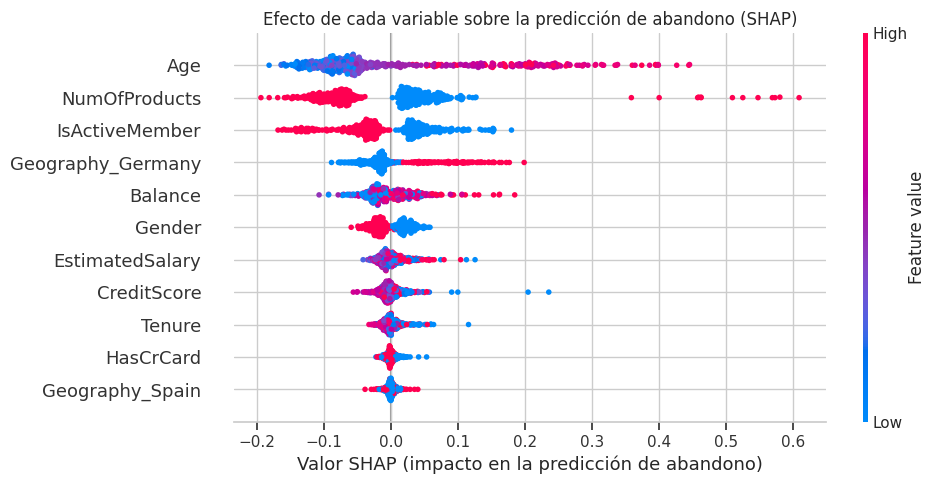 Efecto de cada variable sobre la predicción de abandono (SHAP)
High
Age
NumOfProducts
IsActiveMember
Geography_Germany
Balance
Gender
EstimatedSalary
CreditScore
Tenure
HasCrCard
Geography_Spain
Feature value
Low
−0.2 −0.1 0.0 0.1 0.2 0.3 0.4 0.5 0.6
Valor SHAP (impacto en la predicción de abandono)